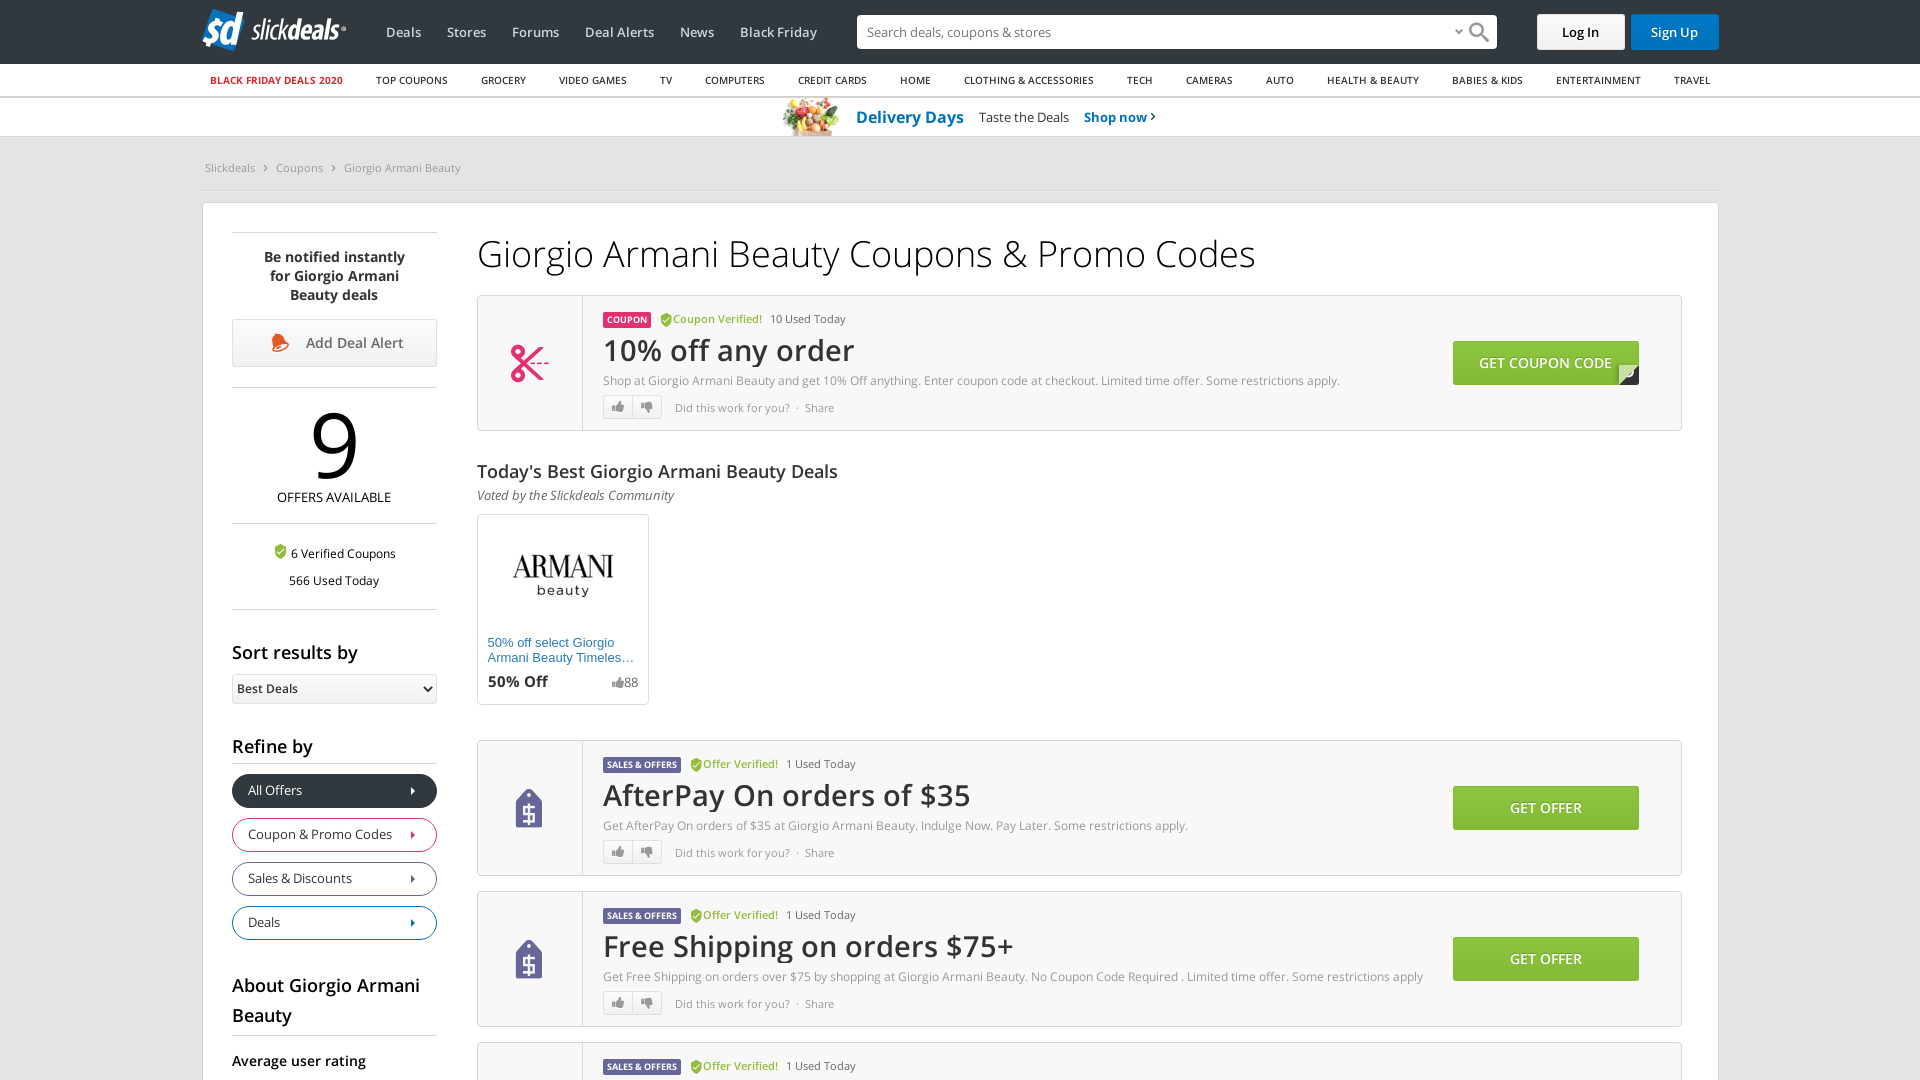 slickdeals
Deals
Stores
Forums
Deal Alerts
News
Black Friday
Search deals, coupons & stores
Log In
Sign Up
BLACK FRIDAY DEALS 2020
TOP COUPONS
GROCERY
VIDEO GAMES
TV
COMPUTERS
CREDIT CARDS
HOME
CLOTHING & ACCESSORIES
TECH
CAMERAS
AUTO
HEALTH & BEAUTY
BABIES & KIDS
ENTERTAINMENT
TRAVEL
Delivery Days Taste the Deals Shop now
Slickdeals > Coupons > Giorgio Armani Beauty
Be notified instantly
for Giorgio Armani
Beauty deals
Add Deal Alert
9
OFFERS AVAILABLE
6 Verified Coupons
566 Used Today
Sort results by
Best Deals
Refine by
All Offers
Coupon & Promo Codes
Sales & Discounts
Deals
About Giorgio Armani
Beauty
Average user rating
Giorgio Armani Beauty Coupons & Promo Codes
COUPON Coupon Verified! 10 Used Today
10% off any order
Shop at Giorgio Armani Beauty and get 10% Off anything. Enter coupon code at checkout. Limited time offer. Some restrictions apply.
Did this work for you? · Share
GET COUPON CODE
Today's Best Giorgio Armani Beauty Deals
Voted by the Slickdeals Community
ARMANI
beauty
50% off select Giorgio
Armani Beauty Timeles…
50% Off 88
SALES & OFFERS Offer Verified! 1 Used Today
AfterPay On orders of $35
Get AfterPay On orders of $35 at Giorgio Armani Beauty. Indulge Now. Pay Later. Some restrictions apply.
Did this work for you? · Share
GET OFFER
SALES & OFFERS Offer Verified! 1 Used Today
Free Shipping on orders $75+
Get Free Shipping on orders over $75 by shopping at Giorgio Armani Beauty. No Coupon Code Required . Limited time offer. Some restrictions apply
Did this work for you? · Share
GET OFFER
SALES & OFFERS Offer Verified! 1 Used Today